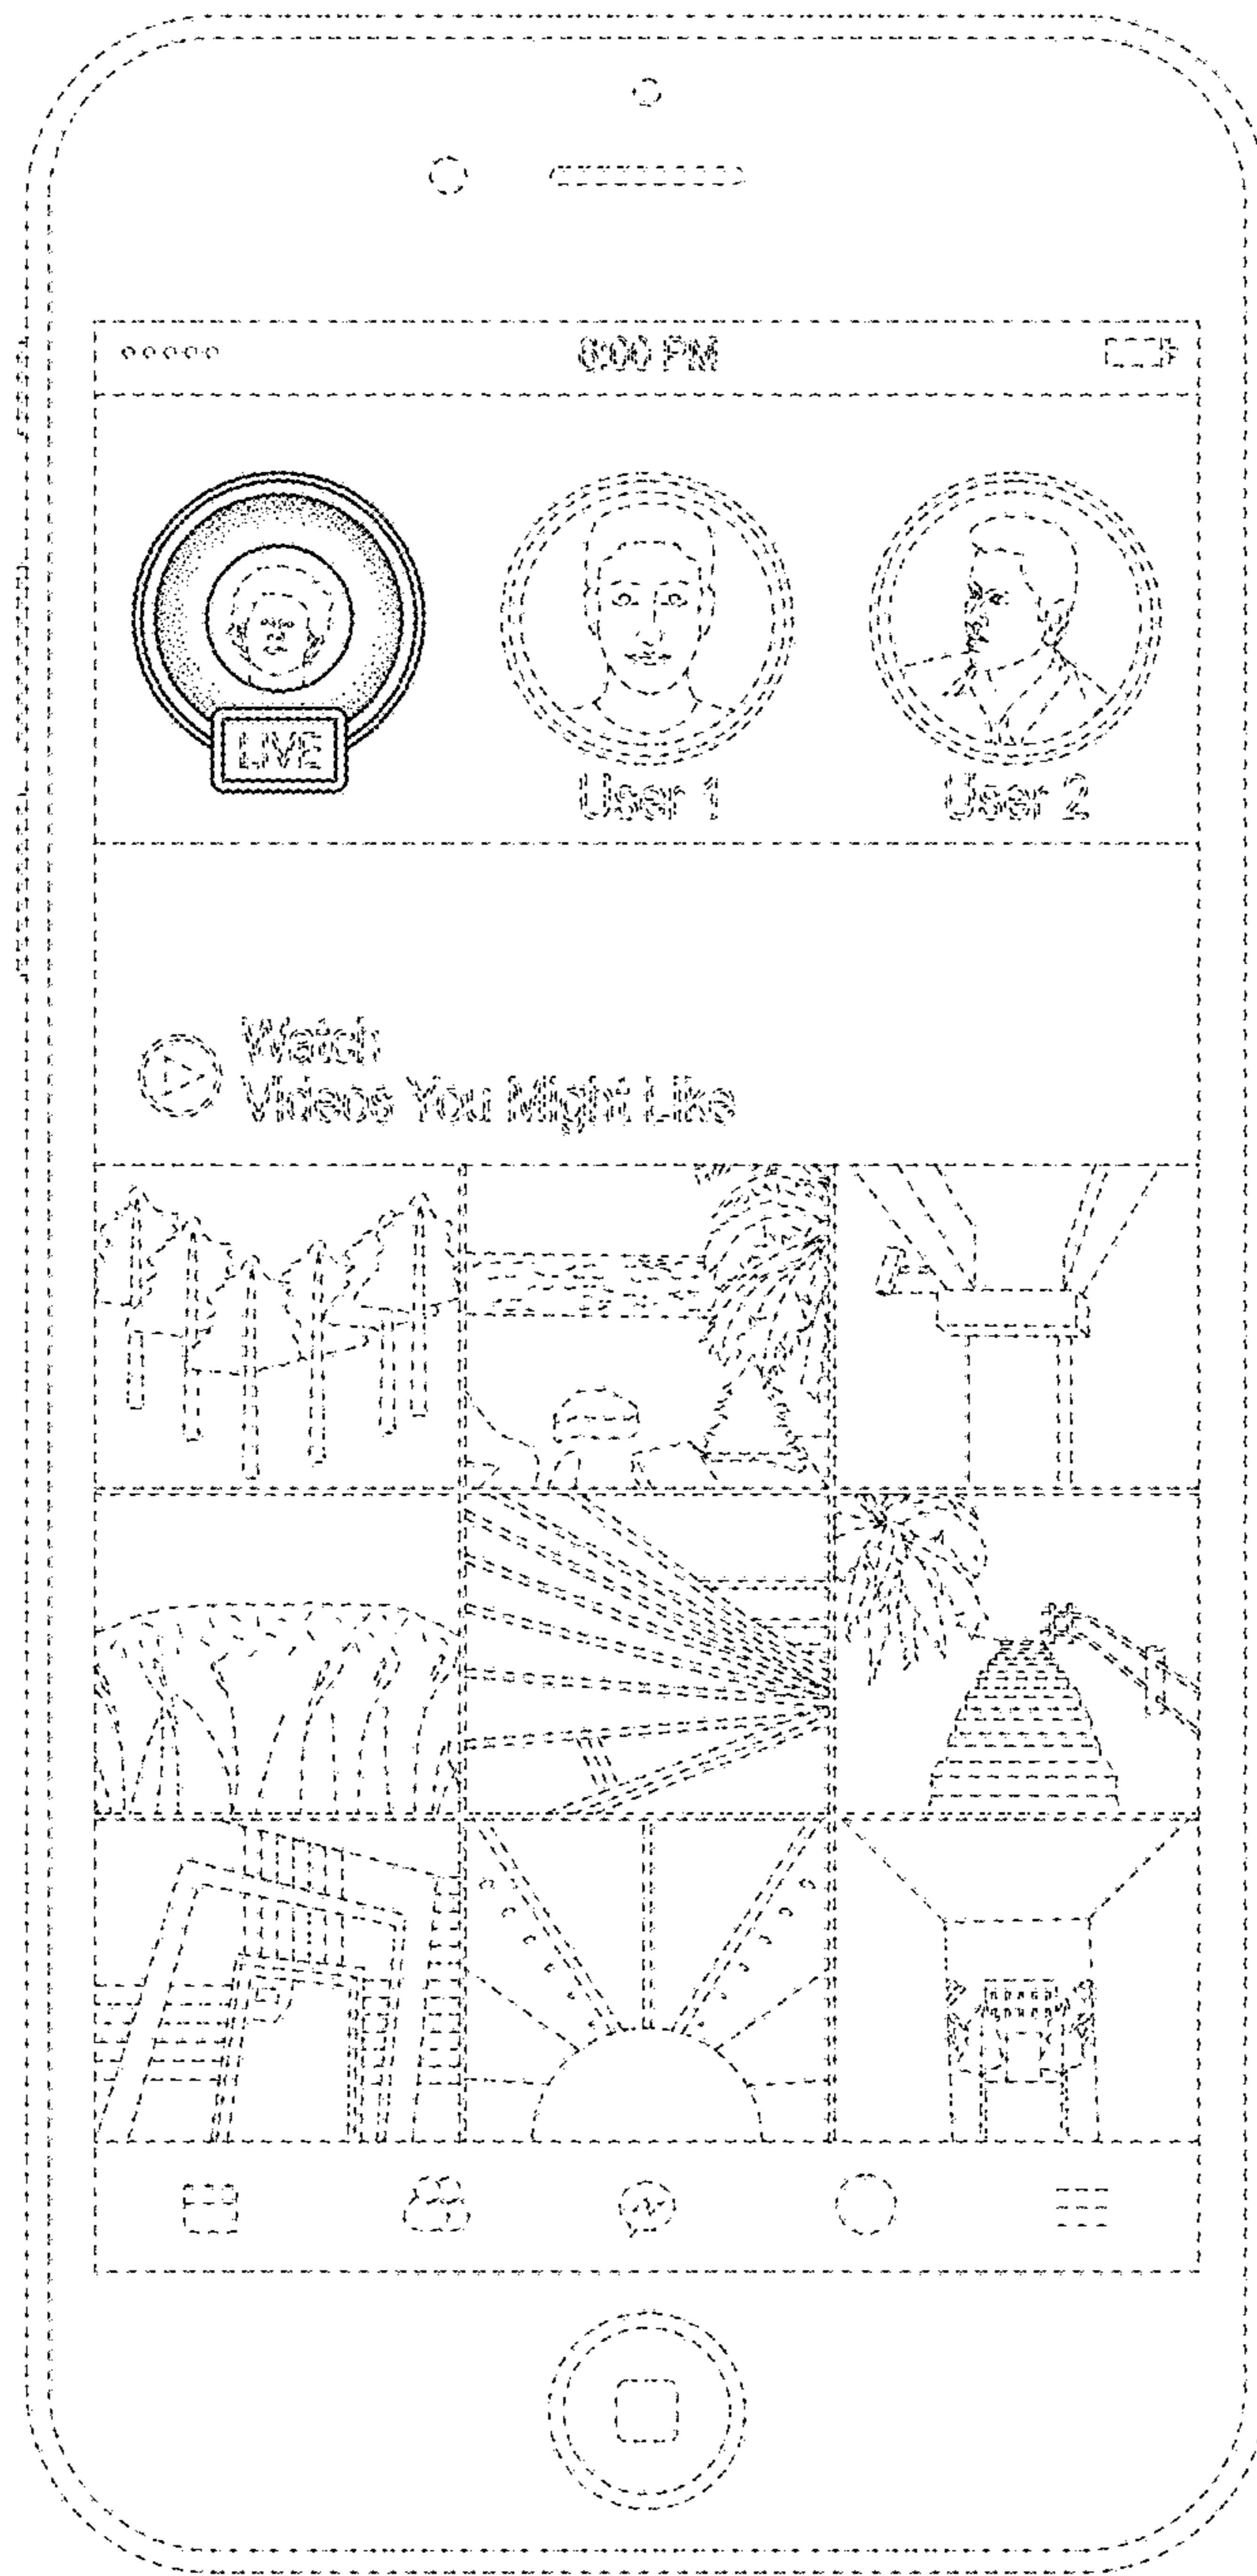 6:00 PM
LIVE
User 1
User 2
Watch
Videos You Might Like